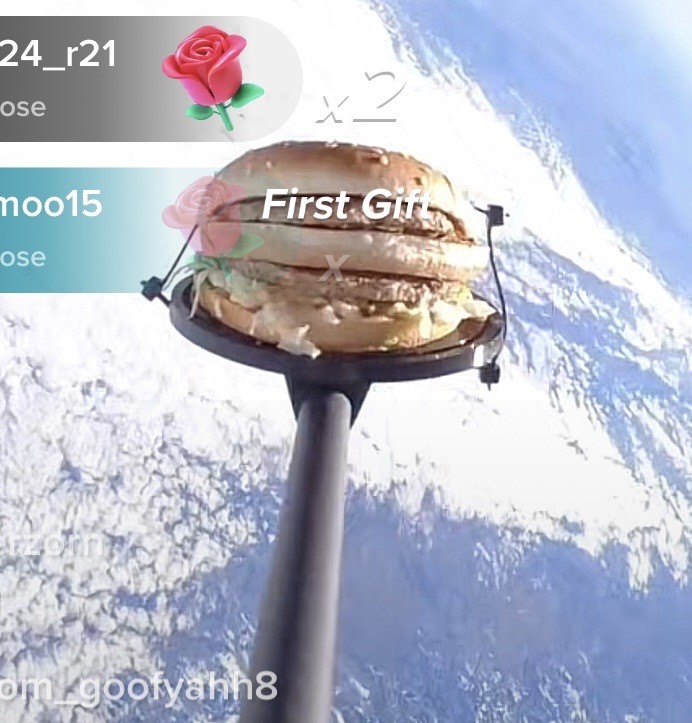 24_r21
ose
x2
moo15
ose
First Gift
x
erzorn
om_goofyahh8